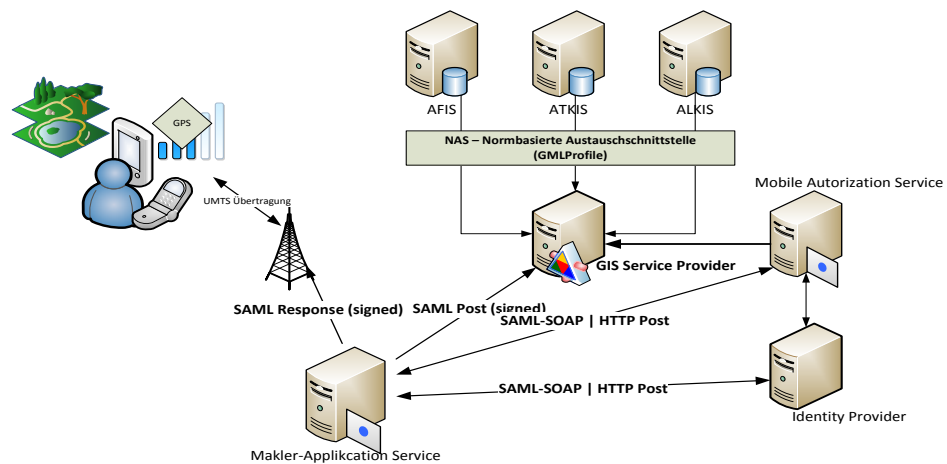 AFIS
ATKIS
ALKIS
GPS
NAS – Normbasierte Austauschschnittstelle
(GMLProfile)
Mobile Autorization Service
UMTS Übertragung
GIS Service Provider
SAML Response (signed)
SAML Post (signed)
SAML-SOAP | HTTP Post
SAML-SOAP | HTTP Post
Identity Provider
Makler-Applikcation Service